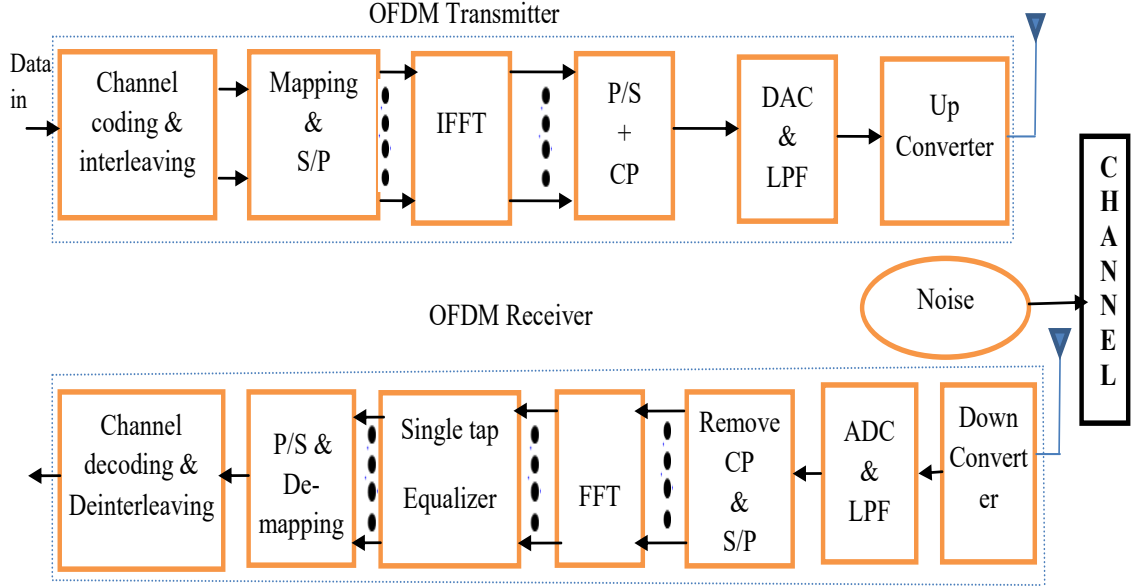 OFDM Transmitter
Data
in
Channel
coding &
interleaving
Mapping
&
S/P
IFFT
P/S
+
CP
DAC
&
LPF
Up
Converter
C
H
A
N
N
E
L
Noise
OFDM Receiver
Channel
decoding &
Deinterleaving
P/S &
De-
mapping
Single tap
Equalizer
FFT
Remove
CP
&
S/P
ADC
&
LPF
Down
Convert
er